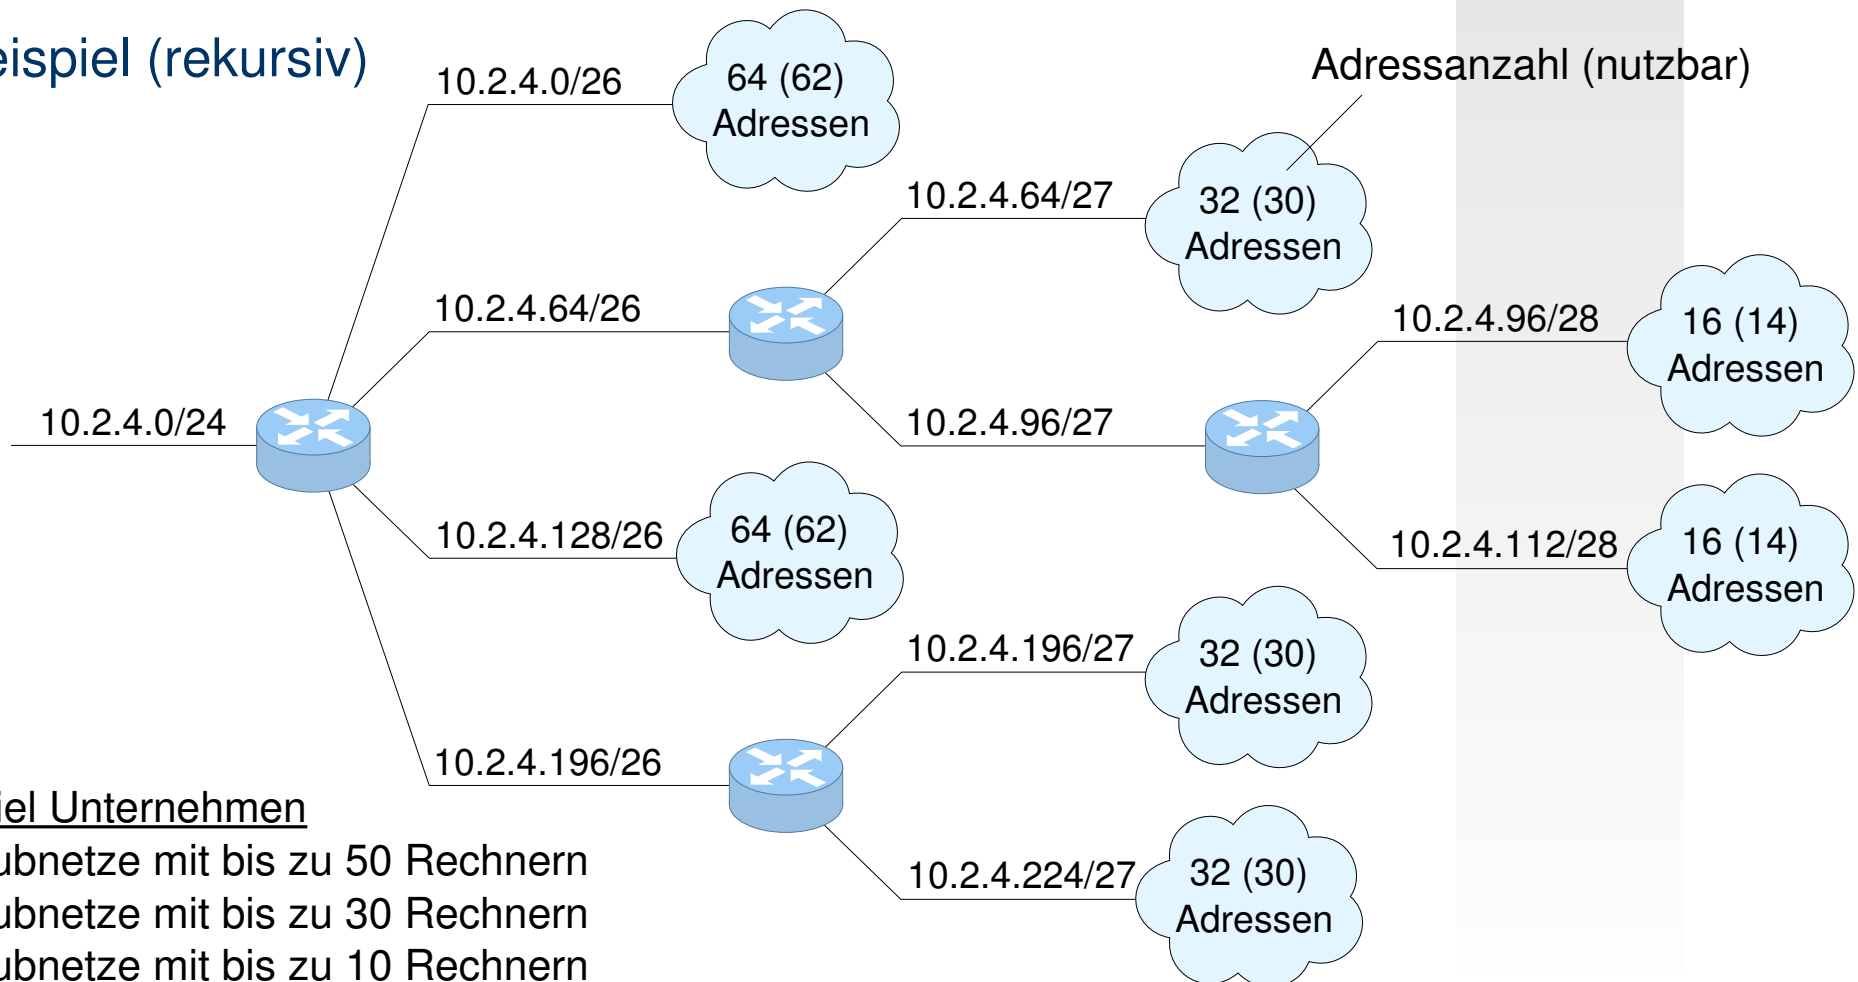 eispiel (rekursiv)
Adressanzahl (nutzbar)
10.2.4.0/26
64 (62)
Adressen
10.2.4.64/27
32 (30)
Adressen
10.2.4.64/26
10.2.4.96/28
16 (14)
Adressen
10.2.4.0/24
10.2.4.96/27
10.2.4.128/26
64 (62)
Adressen
10.2.4.112/28
16 (14)
Adressen
10.2.4.196/27
32 (30)
Adressen
10.2.4.196/26
10.2.4.224/27
32 (30)
Adressen
iel Unternehmen
ubnetze mit bis zu 50 Rechnern
ubnetze mit bis zu 30 Rechnern
ubnetze mit bis zu 10 Rechnern